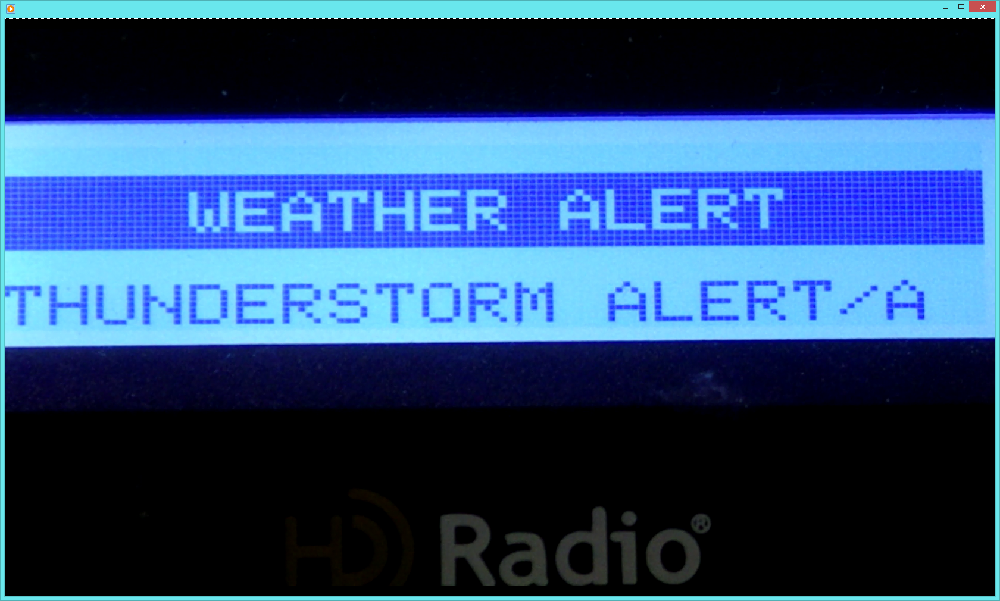 WEATHER ALERT
THUNDERSTORM ALERT/A
HD Radio®